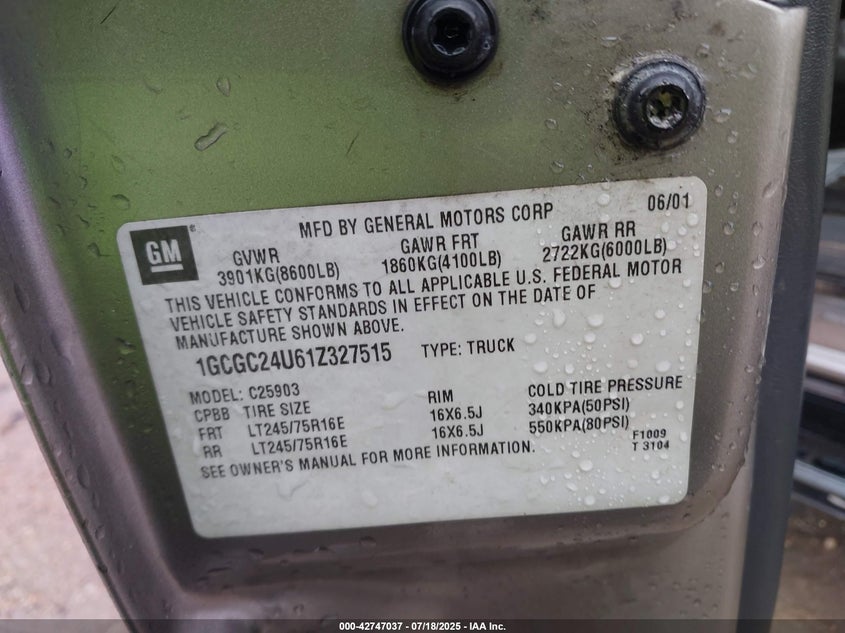 GM
®
MFD BY GENERAL MOTORS CORP 06/01
GVWR GAWR FRT GAWR RR
3901KG(8600LB) 1860KG(4100LB) 2722KG(6000LB)
THIS VEHICLE CONFORMS TO ALL APPLICABLE U.S. FEDERAL MOTOR
VEHICLE SAFETY STANDARDS IN EFFECT ON THE DATE OF
MANUFACTURE SHOWN ABOVE.
1GCGC24U61Z327515 TYPE: TRUCK
MODEL: C25903
CPBB TIRE SIZE RIM COLD TIRE PRESSURE
FRT LT245/75R16E 16X6.5J 340KPA(50PSI)
RR LT245/75R16E 16X6.5J 550KPA(80PSI)
SEE OWNER'S MANUAL FOR MORE INFORMATION.
F1009
T 3104
000-42747037 - 07/18/2025 - IAA Inc.